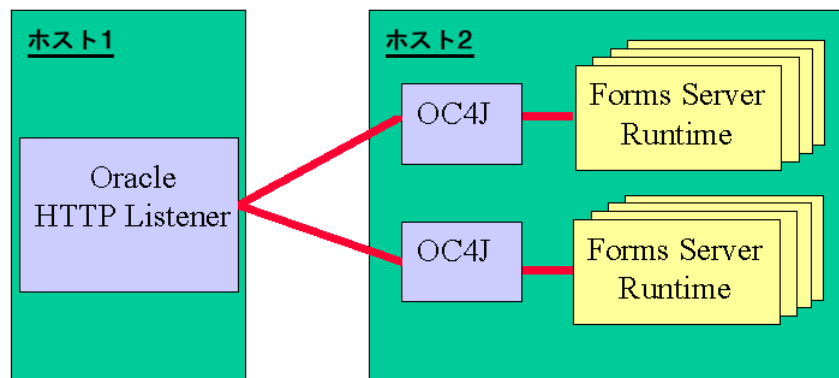 ホスト1
Oracle
HTTP Listener
ホスト2
OC4J
Forms Server
Runtime
OC4J
Forms Server
Runtime